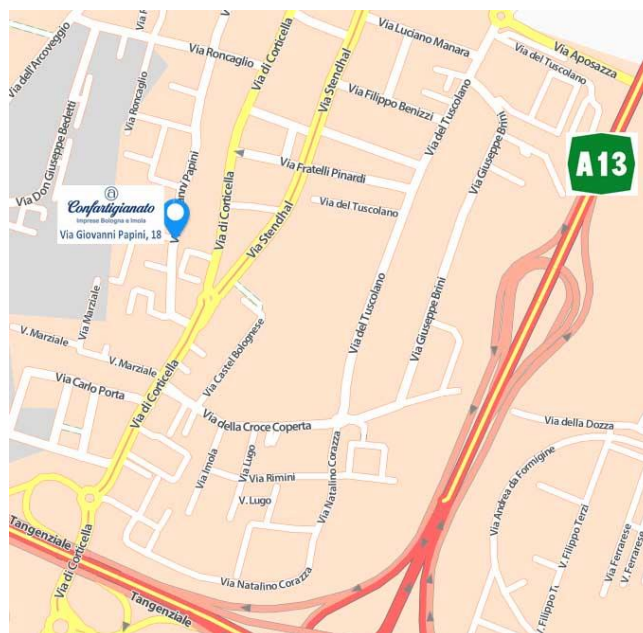 Via dell'Arcoveggio
Via Roncaglio
Via Roncaglio
Via di Corticella
Via Stendhal
Via Luciano Manara
Via del Tuscolano
Via Aposazza
Via Don Giuseppe Bedetti
Via Filippo Benizzi
Via del Tuscolano
Via Giuseppe Brini
A13
Via Fratelli Pinardi
Confartigianato
Imprese Bologna e Imola
Via Giovanni Papini, 18
Via di Corticella
Via Stendhal
Via del Tuscolano
Via Marziale
V. Marziale
V. Marziale
Via Castel Bolognese
Via del Tuscolano
Via Giuseppe Brini
Via Carlo Porta
Via di Corticella
Via della Croce Coperta
Via della Dozza
Via Imola
Via Lugo
Via Rimini
V. Lugo
Via Natalino Corazza
Via Andrea da Formigine
Tangenziale
Via di Corticella
Via Natalino Corazza
Tangenziale
V. Filippo Terzi
Via Ferrarese
V. Ferrarese